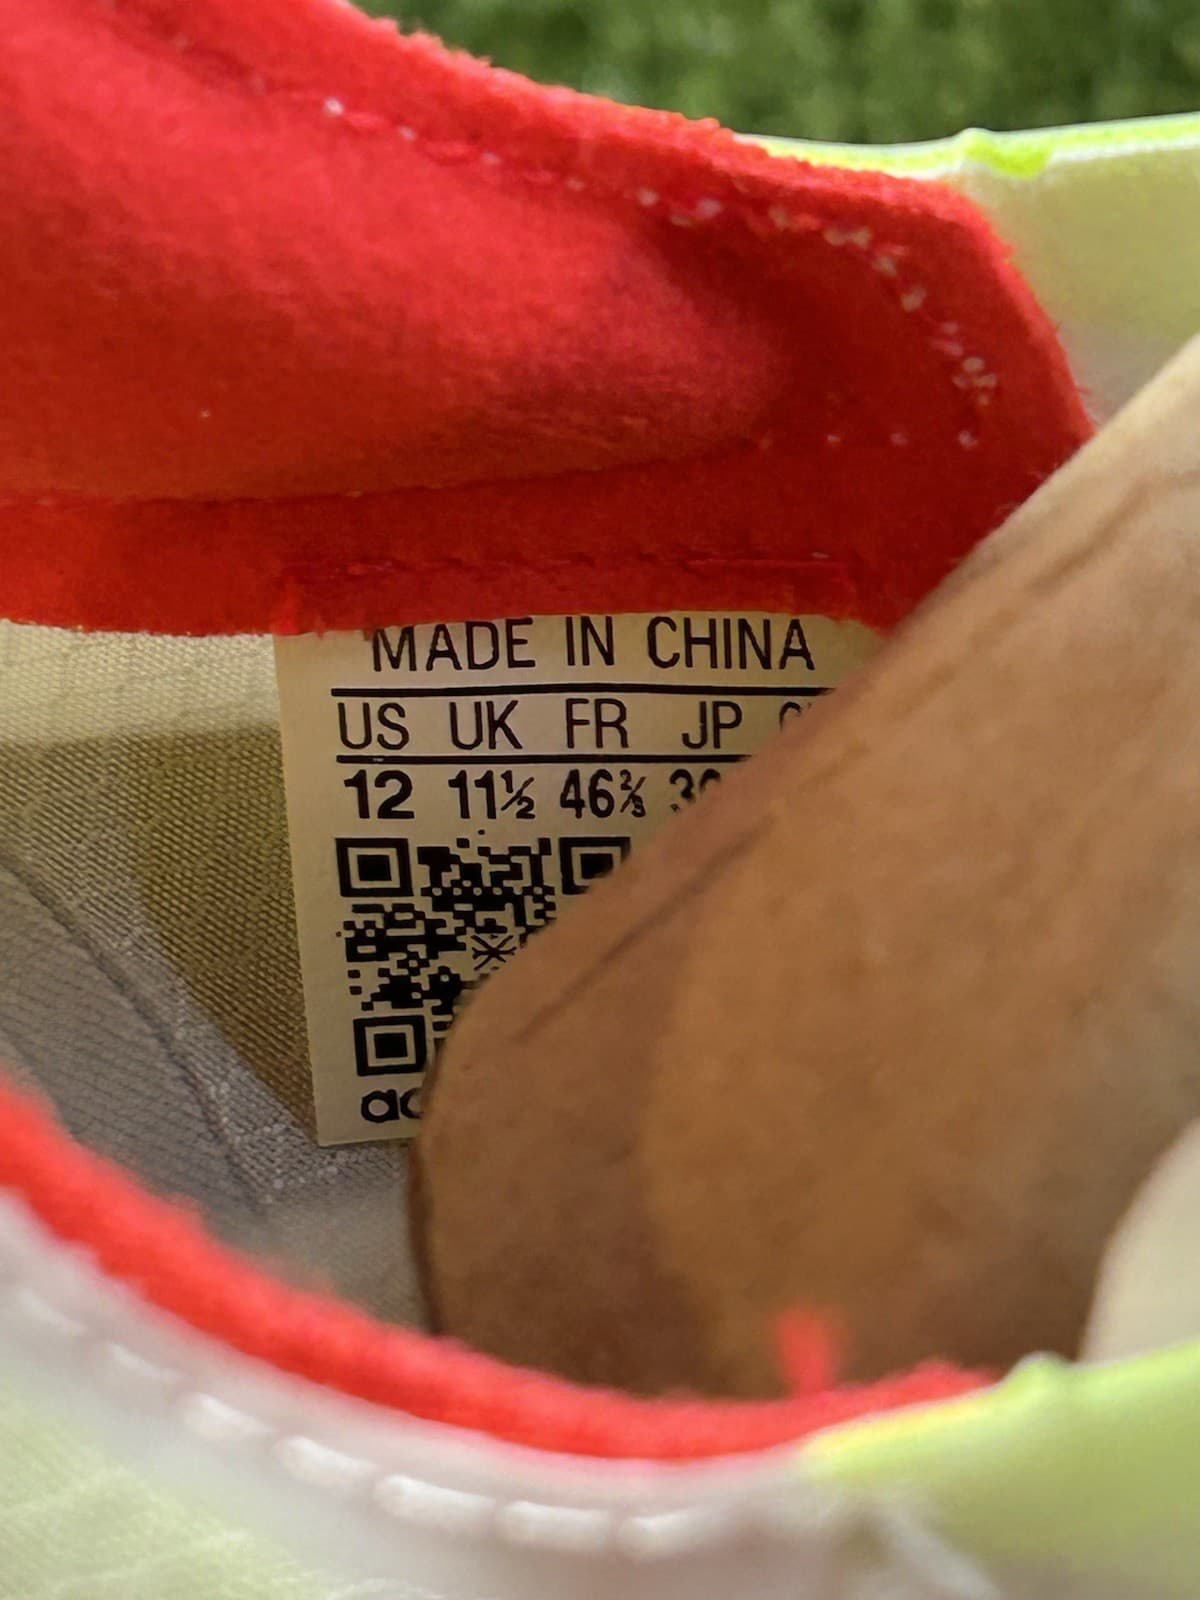 MADE IN CHINA
US UK FR JP
12 11½ 46⅔